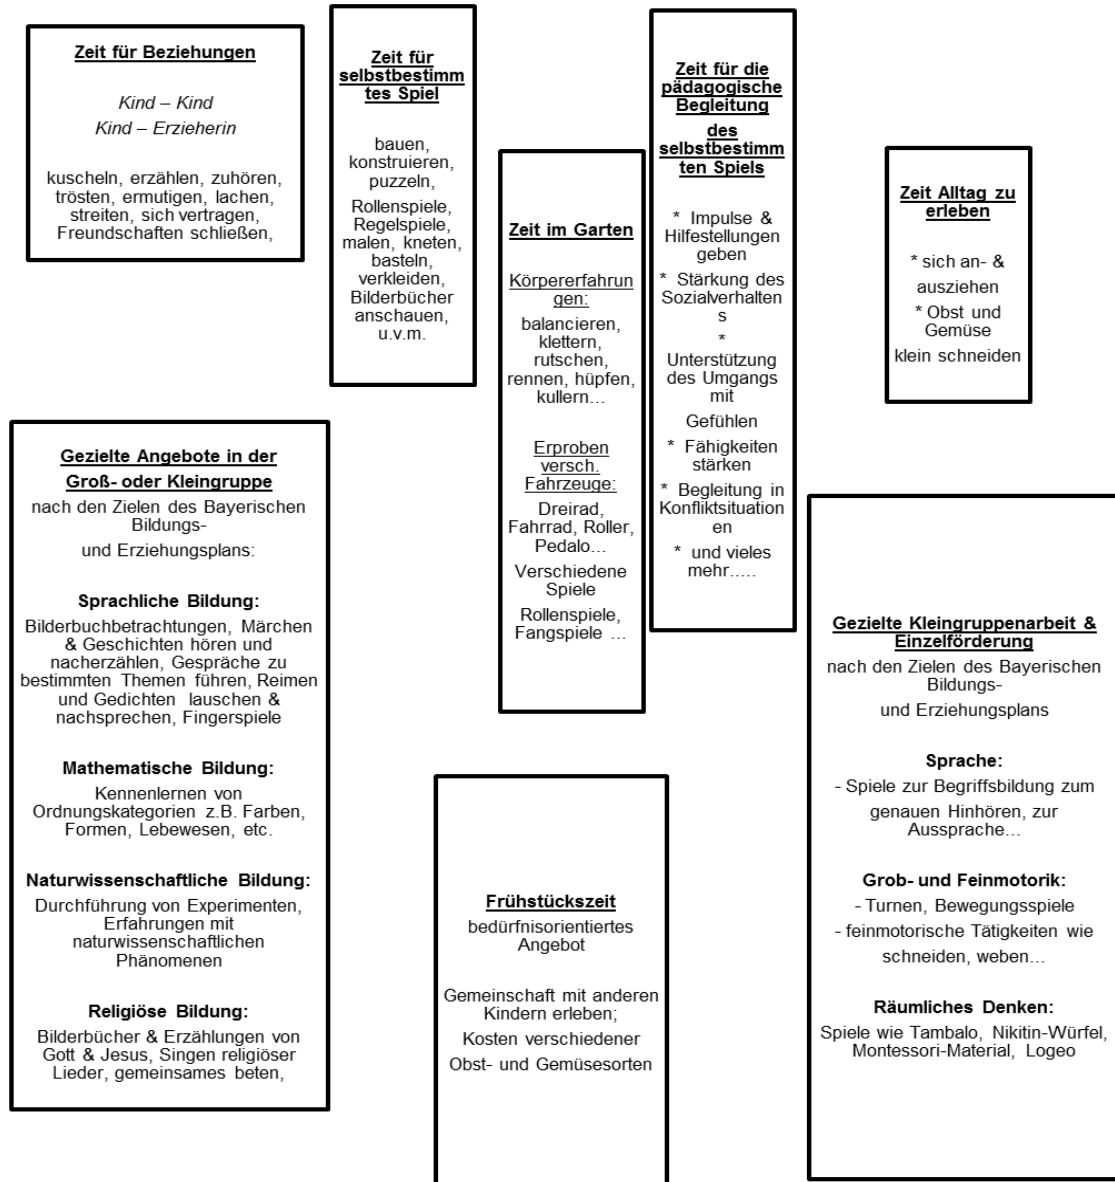 Zeit für Beziehungen
Kind – Kind
Kind – Erzieherin
kuscheln, erzählen, zuhören,
trösten, ermutigen, lachen,
streiten, sich vertragen,
Freundschaften schließen,
Zeit für
selbstbestimm
tes Spiel
bauen,
konstruieren,
puzzeln,
Rollenspiele,
Regelspiele,
malen, kneten,
basteln,
verkleiden,
Bilderbücher
anschauen,
u.v.m.
Zeit im Garten
Körpererfahrun
gen:
balancieren,
klettern,
rutschen,
rennen, hüpfen,
kullern…
Erproben
versch.
Fahrzeuge:
Dreirad,
Fahrrad, Roller,
Pedalo…
Verschiedene
Spiele
Rollenspiele,
Fangspiele …
Zeit für die
pädagogische
Begleitung
des
selbstbestimm
ten Spiels
* Impulse &
Hilfestellungen
geben
* Stärkung des
Sozialverhalten
s
*
Unterstützung
des Umgangs
mit
Gefühlen
* Fähigkeiten
stärken
* Begleitung in
Konfliktsituation
en
* und vieles
mehr…..
Zeit Alltag zu
erleben
* sich an- &
ausziehen
* Obst und
Gemüse
klein schneiden
Gezielte Angebote in der
Groß- oder Kleingruppe
nach den Zielen des Bayerischen
Bildungs-
und Erziehungsplans:
Sprachliche Bildung:
Bilderbuchbetrachtungen, Märchen
& Geschichten hören und
nacherzählen, Gespräche zu
bestimmten Themen führen, Reimen
und Gedichten lauschen &
nachsprechen, Fingerspiele
Mathematische Bildung:
Kennenlernen von
Ordnungskategorien z.B. Farben,
Formen, Lebewesen, etc.
Naturwissenschaftliche Bildung:
Durchführung von Experimenten,
Erfahrungen mit
naturwissenschaftlichen
Phänomenen
Religiöse Bildung:
Bilderbücher & Erzählungen von
Gott & Jesus, Singen religiöser
Lieder, gemeinsames beten,
Frühstückszeit
bedürfnisorientiertes
Angebot
Gemeinschaft mit anderen
Kindern erleben;
Kosten verschiedener
Obst- und Gemüsesorten
Gezielte Kleingruppenarbeit &
Einzelförderung
nach den Zielen des Bayerischen
Bildungs-
und Erziehungsplans
Sprache:
- Spiele zur Begriffsbildung zum
genauen Hinhören, zur
Aussprache…
Grob- und Feinmotorik:
- Turnen, Bewegungsspiele
- feinmotorische Tätigkeiten wie
schneiden, weben…
Räumliches Denken:
Spiele wie Tambalo, Nikitin-Würfel,
Montessori-Material, Logeo